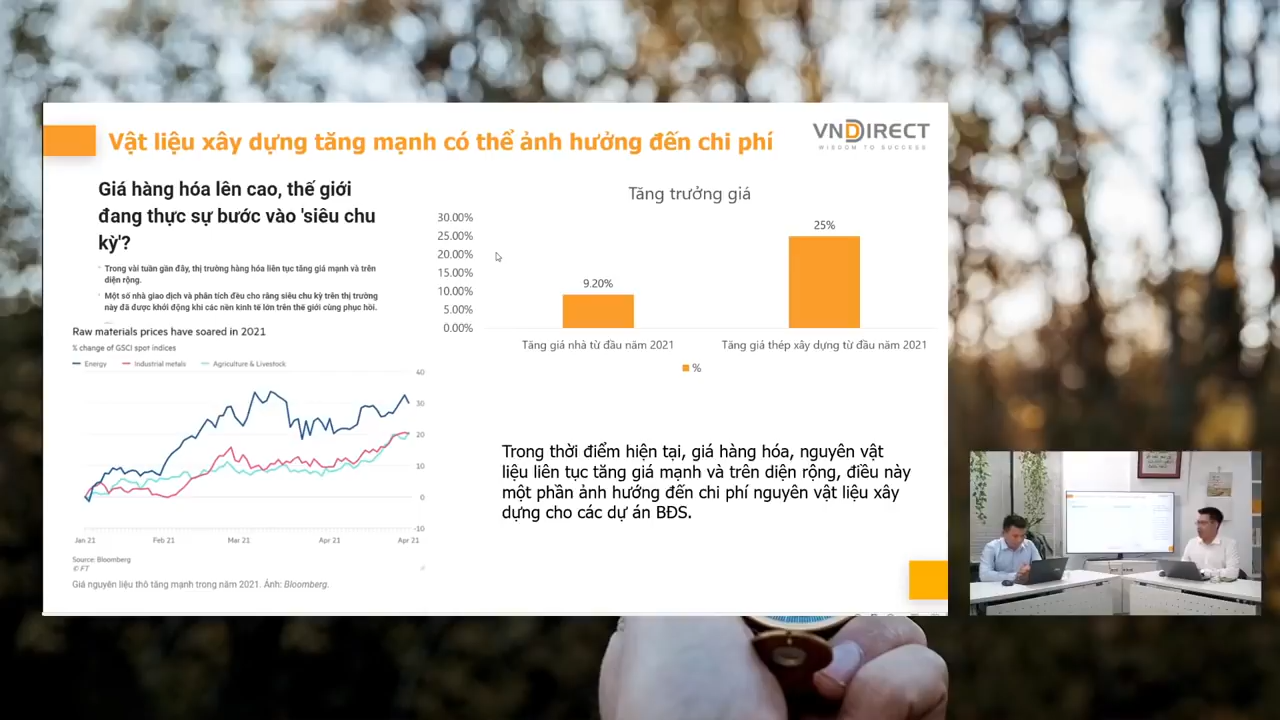 Vật liệu xây dựng tăng mạnh có thể ảnh hưởng đến chi phí
VNDIRECT
WISDOM TO SUCCESS
Giá hàng hóa lên cao, thế giới
đang thực sự bước vào 'siêu chu
kỳ'?
Trong vài tuần gần đây, thị trường hàng hóa liên tục tăng giá mạnh và trên
diện rộng.
Một số nhà giao dịch và phân tích đều cho rằng siêu chu kỳ trên thị trường
này đã được khởi động khi các nền kinh tế lớn trên thế giới cùng phục hồi.
Raw materials prices have soared in 2021
% change of GSCI spot indices
Energy Industrial metals Agriculture & Livestock
40
30
20
10
0
-10
Jan 21 Feb 21 Mar 21 Apr 21 Apr 21
Source: Bloomberg
© FT
Giá nguyên liệu thô tăng mạnh trong năm 2021. Ảnh: Bloomberg.
Tăng trưởng giá
30.00%
25.00%
20.00%
15.00%
10.00%
5.00%
0.00%
9.20%
25%
Tăng giá nhà từ đầu năm 2021
Tăng giá thép xây dựng từ đầu năm 2021
%
Trong thời điểm hiện tại, giá hàng hóa, nguyên vật
liệu liên tục tăng giá mạnh và trên diện rộng, điều này
một phần ảnh hướng đến chi phí nguyên vật liệu xây
dựng cho các dự án BĐS.